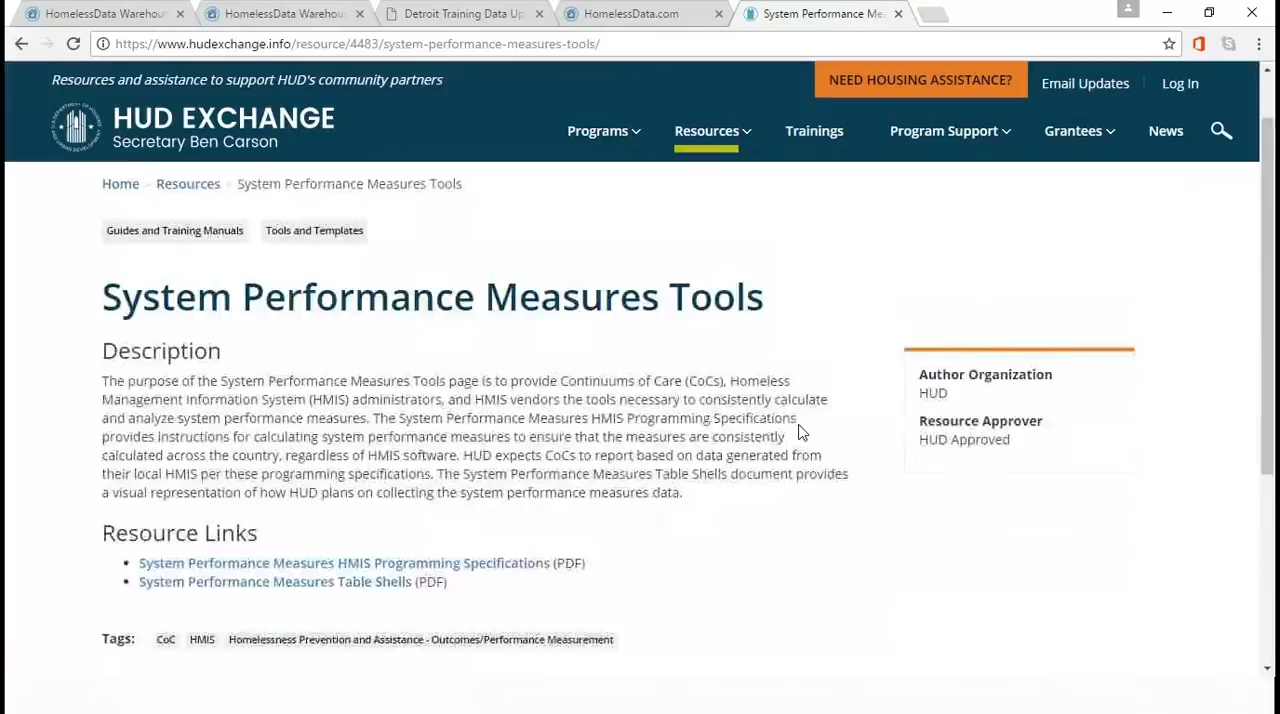 HomelessData Warehou
HomelessData Warehou
Detroit Training Data Up
HomelessData.com
System Performance Me
https://www.hudexchange.info/resource/4483/system-performance-measures-tools/
Resources and assistance to support HUD's community partners
NEED HOUSING ASSISTANCE?
Email Updates
Log In
HUD EXCHANGE
Secretary Ben Carson
Programs
Resources
Trainings
Program Support
Grantees
News
Home
Resources
System Performance Measures Tools
Guides and Training Manuals
Tools and Templates
System Performance Measures Tools
Description
The purpose of the System Performance Measures Tools page is to provide Continuums of Care (CoCs), Homeless
Management Information System (HMIS) administrators, and HMIS vendors the tools necessary to consistently calculate
and analyze system performance measures. The System Performance Measures HMIS Programming Specifications
provides instructions for calculating system performance measures to ensure that the measures are consistently
calculated across the country, regardless of HMIS software. HUD expects CoCs to report based on data generated from
their local HMIS per these programming specifications. The System Performance Measures Table Shells document provides
a visual representation of how HUD plans on collecting the system performance measures data.
Author Organization
HUD
Resource Approver
HUD Approved
Resource Links
• System Performance Measures HMIS Programming Specifications (PDF)
• System Performance Measures Table Shells (PDF)
Tags: CoC HMIS Homelessness Prevention and Assistance - Outcomes/Performance Measurement